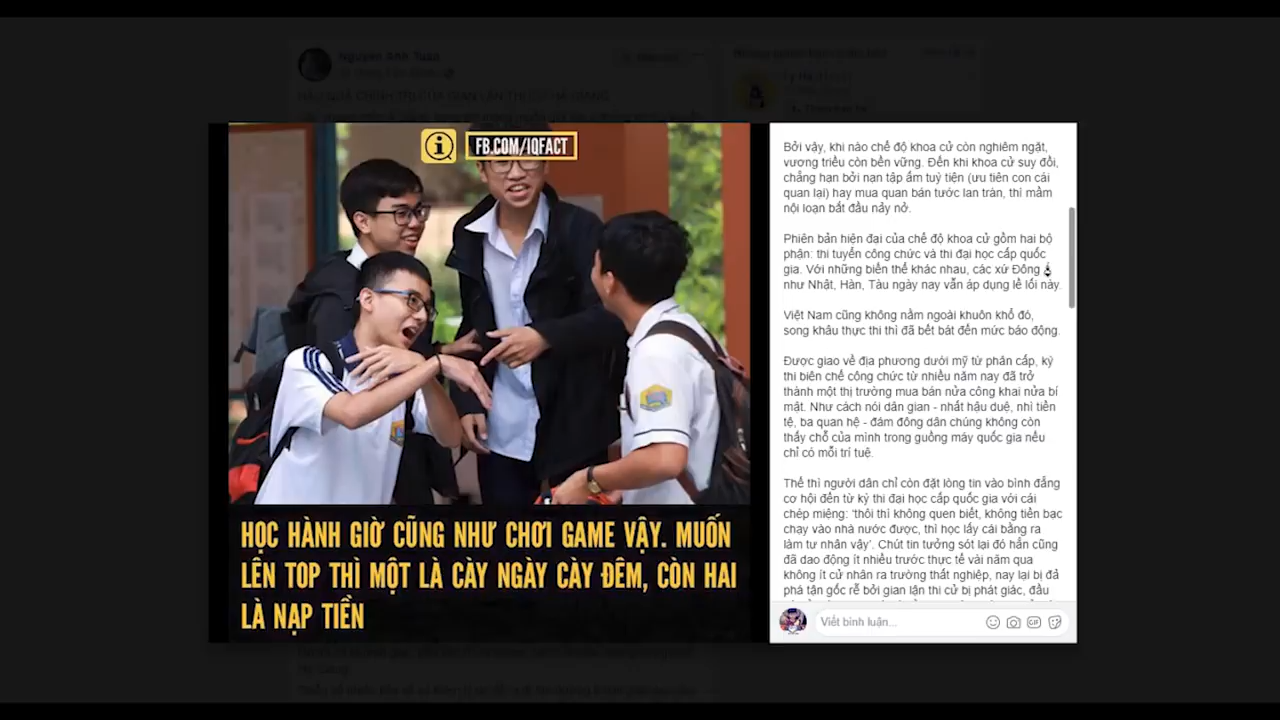 Nguyen Anh Tuan
FB.COM/IQFACT
HỌC HÀNH GIỜ CŨNG NHƯ CHƠI GAME VẬY. MUỐN
LÊN TOP THÌ MỘT LÀ CÀY NGÀY CÀY ĐÊM, CÒN HAI
LÀ NẠP TIỀN
Bởi vậy, khi nào chế độ khoa cử còn nghiêm ngặt,
vương triều còn bền vững. Đến khi khoa cử suy đồi,
chẳng hạn bởi nạn tập ấm tuỳ tiện (ưu tiên con cái
quan lại) hay mua quan bán tước lan tràn, thì mầm
nội loạn bắt đầu nảy nở.
Phiên bản hiện đại của chế độ khoa cử gồm hai bộ
phận: thi tuyển công chức và thi đại học cấp quốc
gia. Với những biến thể khác nhau, các xứ Đông Á
như Nhật, Hàn, Tàu ngày nay vẫn áp dụng lề lối này.
Việt Nam cũng không nằm ngoài khuôn khổ đó,
song khâu thực thi thì đã bết bát đến mức báo động.
Được giao về địa phương dưới mỹ từ phân cấp, kỳ
thi biên chế công chức từ nhiều năm nay đã trở
thành một thị trường mua bán nửa công khai nửa bí
mật. Như cách nói dân gian - nhất hậu duệ, nhì tiền
tệ, ba quan hệ - đám đông dân chúng không còn
thấy chỗ của mình trong guồng máy quốc gia nếu
chỉ có mỗi trí tuệ.
Thế thì người dân chỉ còn đặt lòng tin vào bình đẳng
cơ hội đến từ kỳ thi đại học cấp quốc gia với cái
chép miệng: 'thôi thì không quen biết, không tiền bạc
chạy vào nhà nước được, thì học lấy cái bằng ra
làm tư nhân vậy'. Chút tin tưởng sót lại đó hẳn cũng
đã dao động ít nhiều trước thực tế vài năm qua
không ít cử nhân ra trường thất nghiệp, nay lại bị đả
phá tận gốc rễ bởi gian lận thi cử bị phát giác, đầu
Viết bình luận...
GIF